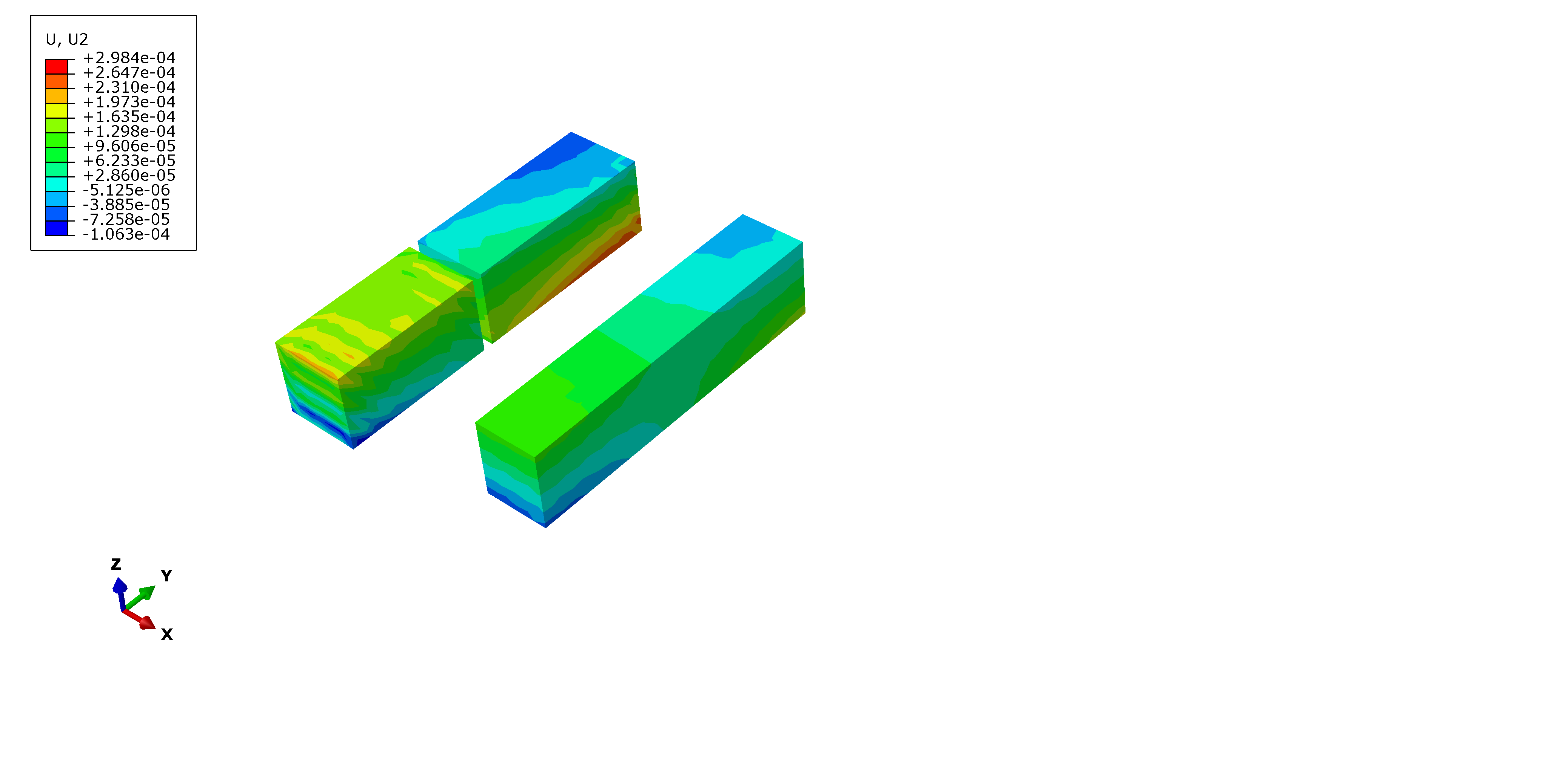 U, U2
+2.984e-04
+2.647e-04
+2.310e-04
+1.973e-04
+1.635e-04
+1.298e-04
+9.606e-05
+6.233e-05
+2.860e-05
-5.125e-06
-3.885e-05
-7.258e-05
-1.063e-04
Z
Y
X